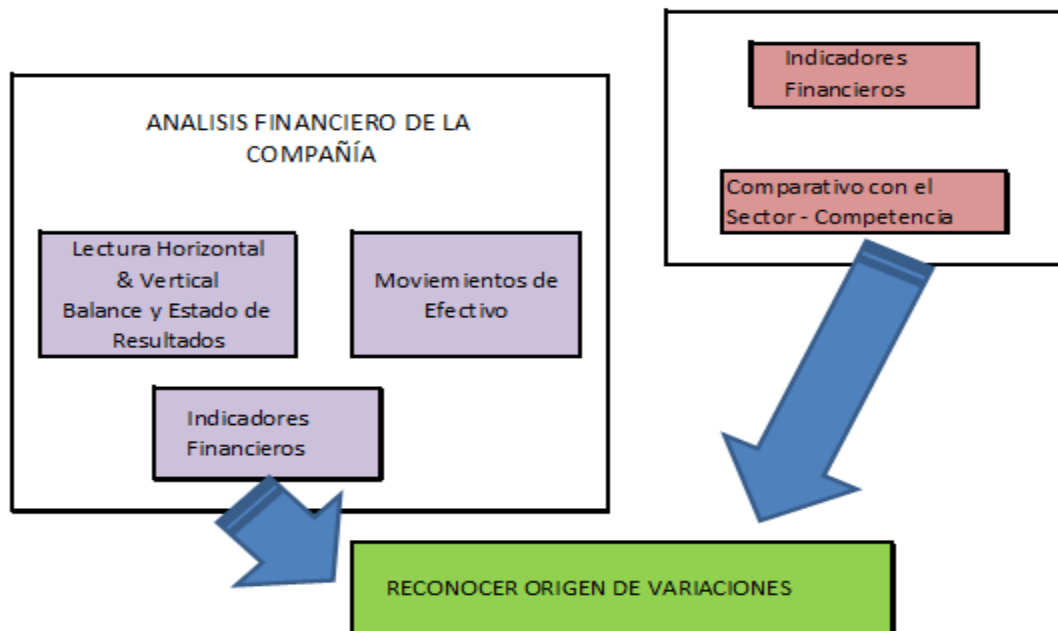 ANALISIS FINANCIERO DE LA
COMPAÑÍA
Lectura Horizontal
& Vertical
Balance y Estado de
Resultados
Moviemientos de
Efectivo
Indicadores
Financieros
Indicadores
Financieros
Comparativo con el
Sector - Competencia
RECONOCER ORIGEN DE VARIACIONES